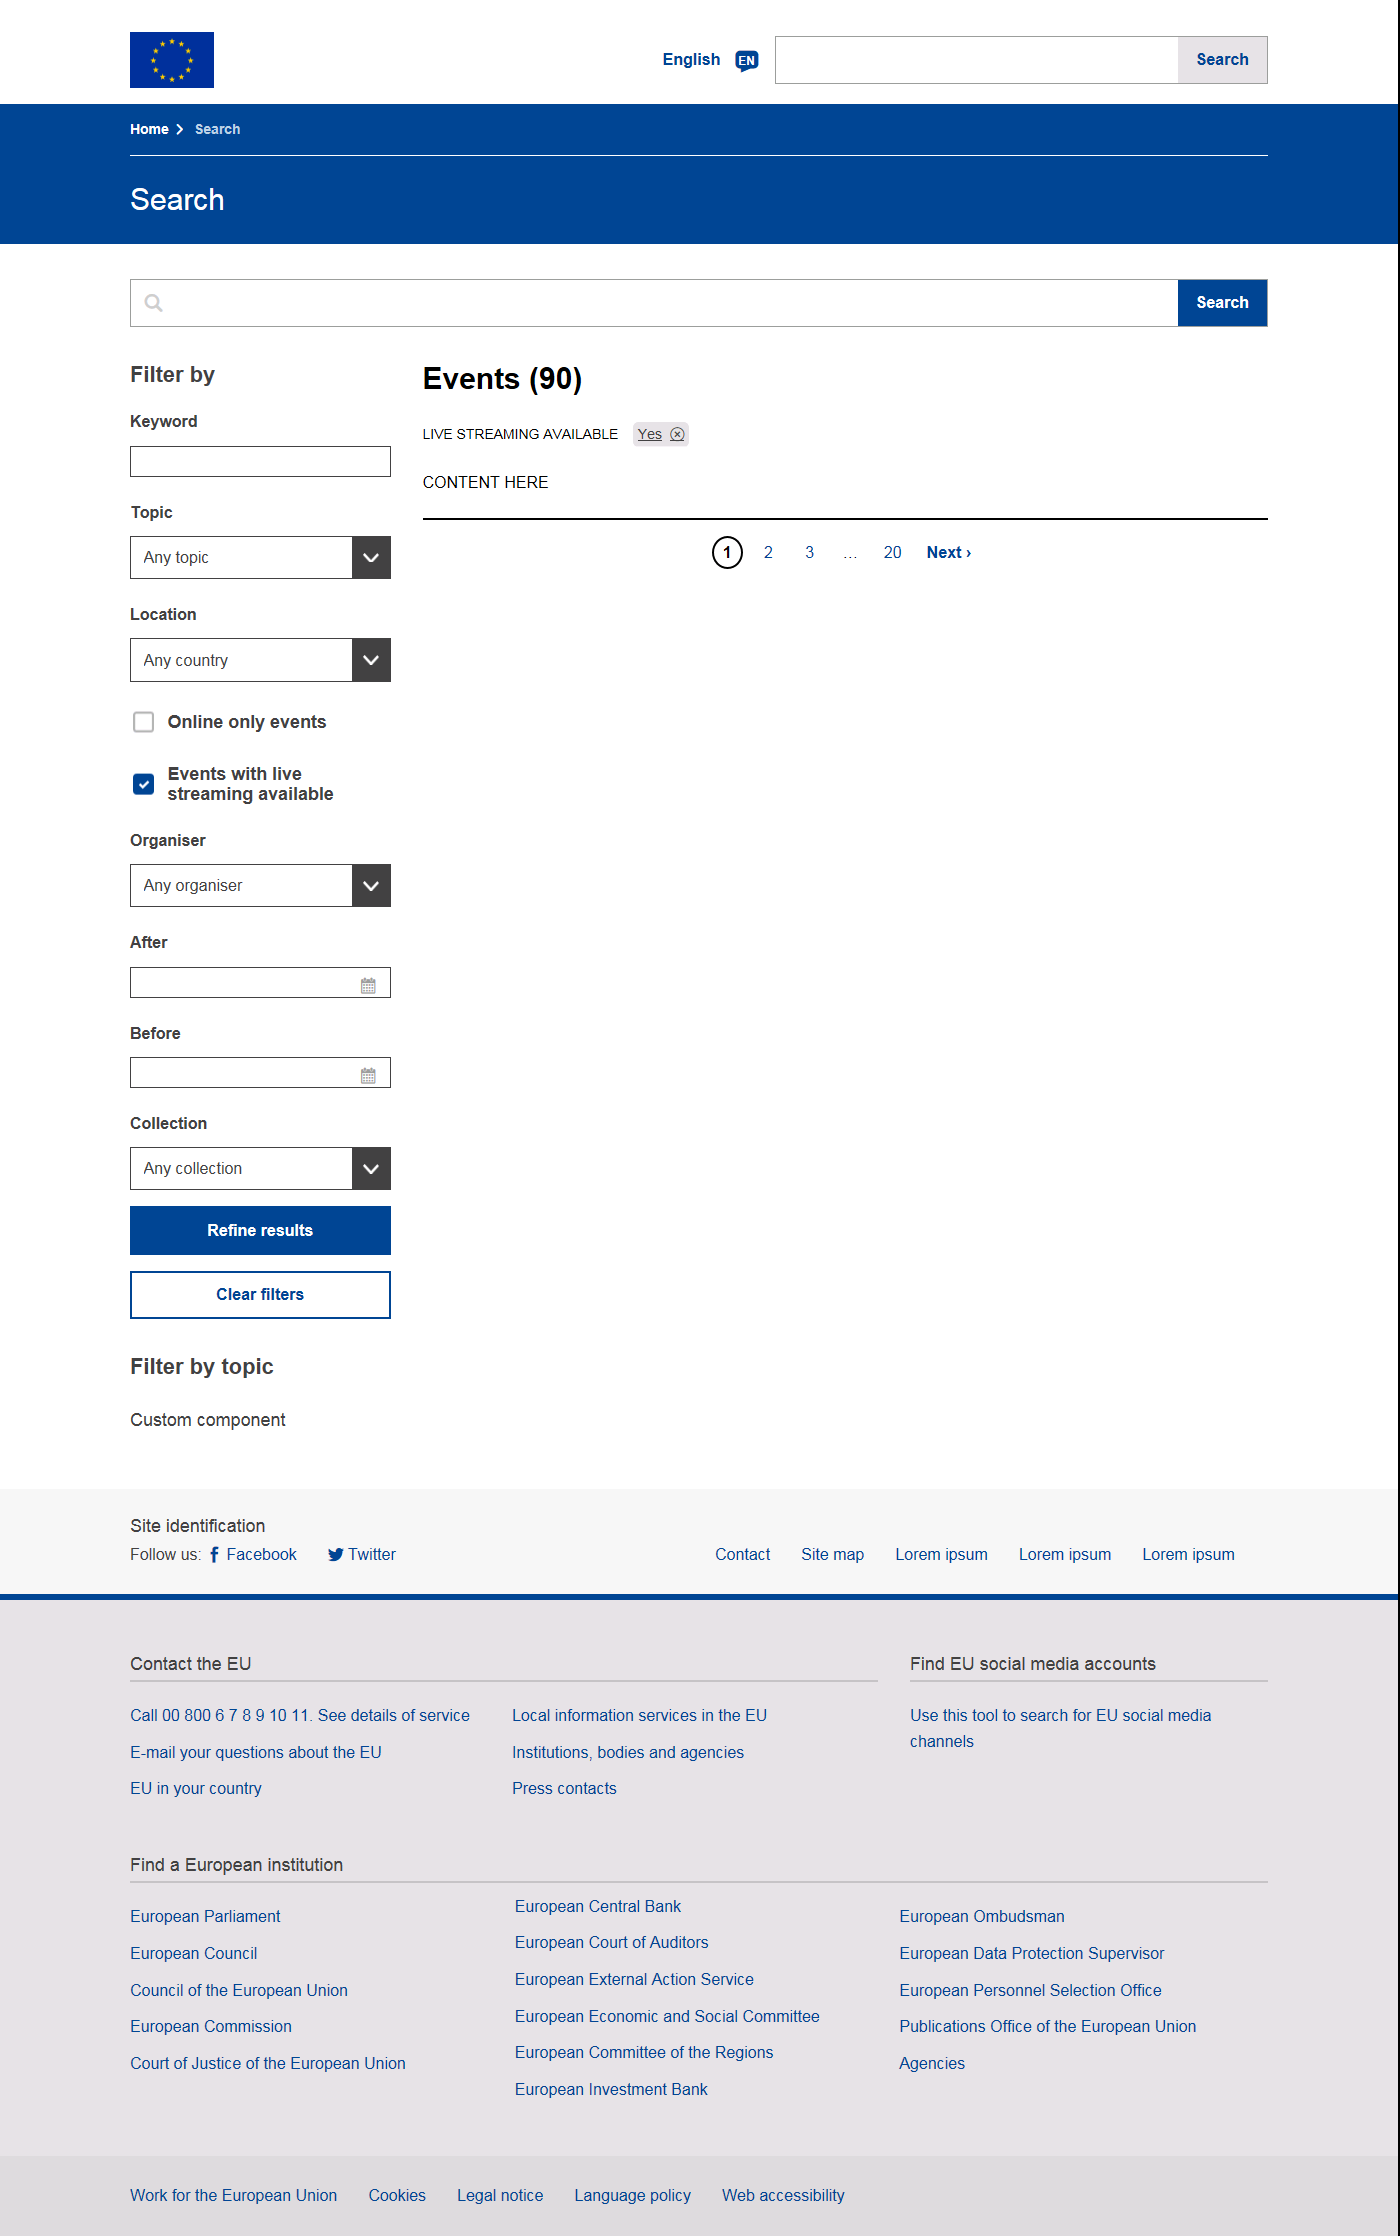 English EN Search
Home Search
Search
Search
Filter by
Keyword
Topic
Any topic
Location
Any country
Online only events
Events with live
streaming available
Organiser
Any organiser
After
Before
Collection
Any collection
Refine results
Clear filters
Filter by topic
Custom component
Events (90)
LIVE STREAMING AVAILABLE Yes
CONTENT HERE
1 2 3 ... 20 Next ›
Site identification
Follow us: Facebook Twitter
Contact Site map Lorem ipsum Lorem ipsum Lorem ipsum
Contact the EU
Call 00 800 6 7 8 9 10 11. See details of service
E-mail your questions about the EU
EU in your country
Local information services in the EU
Institutions, bodies and agencies
Press contacts
Find EU social media accounts
Use this tool to search for EU social media
channels
Find a European institution
European Parliament
European Council
Council of the European Union
European Commission
Court of Justice of the European Union
European Central Bank
European Court of Auditors
European External Action Service
European Economic and Social Committee
European Committee of the Regions
European Investment Bank
European Ombudsman
European Data Protection Supervisor
European Personnel Selection Office
Publications Office of the European Union
Agencies
Work for the European Union Cookies Legal notice Language policy Web accessibility